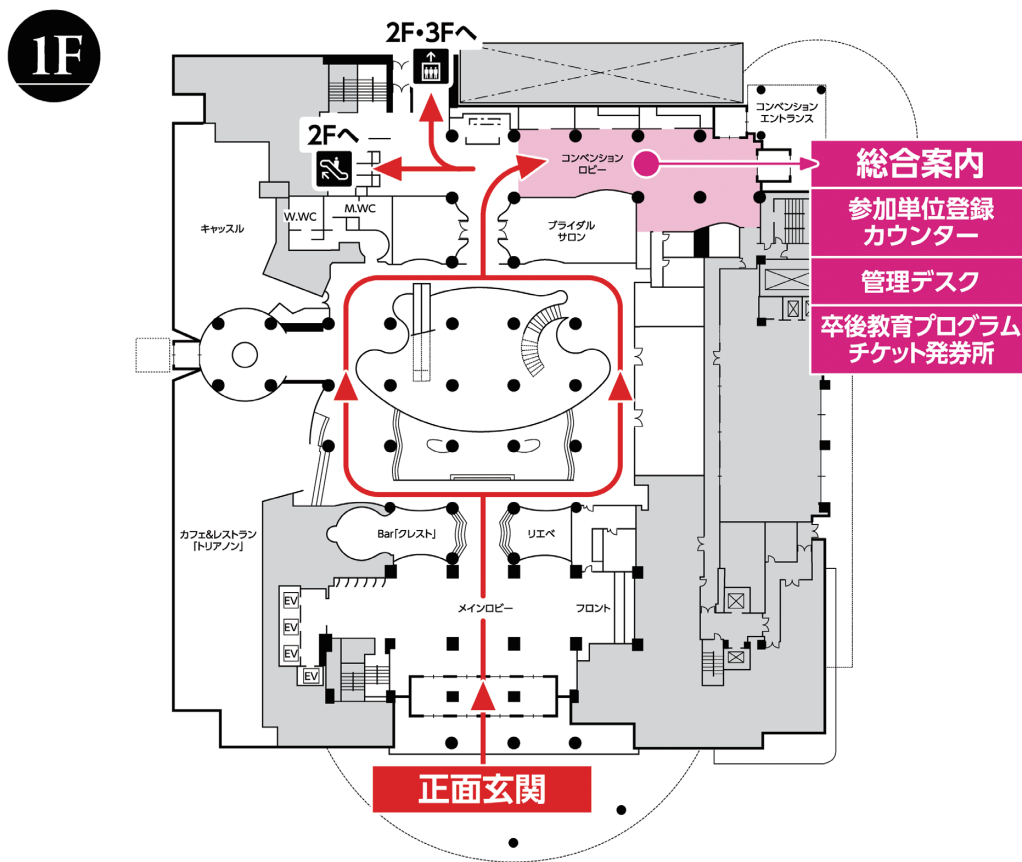 1F
2F・3Fへ
2Fへ
コンベンション
エントランス
コンベンション
ロビー
総合案内
参加単位登録
カウンター
管理デスク
卒後教育プログラム
チケット発券所
W.WC
M.WC
キャッスル
ブライダル
サロン
カフェ&レストラン
「トリアノン」
Bar「クレスト」
リエベ
メインロビー
フロント
EV
EV
EV
EV
正面玄関